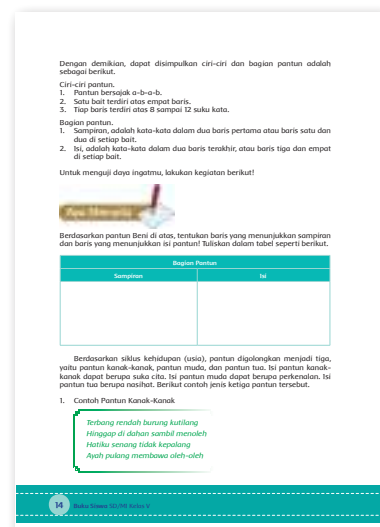 Dengan demikian, dapat disimpulkan ciri-ciri dan bagian pantun adalah
sebagai berikut.
Ciri-ciri pantun.
1. Pantun bersajak a-b-a-b.
2. Satu bait terdiri atas empat baris.
3. Tiap baris terdiri atas 8 sampai 12 suku kata.
Bagian pantun.
1. Sampiran, adalah kata-kata dalam dua baris pertama atau baris satu dan
dua di setiap bait.
2. Isi, adalah kata-kata dalam dua baris terakhir, atau baris tiga dan empat
di setiap bait.
Untuk menguji daya ingatmu, lakukan kegiatan berikut!
Ayo Menulis
Berdasarkan pantun Beni di atas, tentukan baris yang menunjukkan sampiran
dan baris yang menunjukkan isi pantun! Tuliskan dalam tabel seperti berikut.
Bagian Pantun
Sampiran Isi
Berdasarkan siklus kehidupan (usia), pantun digolongkan menjadi tiga,
yaitu pantun kanak-kanak, pantun muda, dan pantun tua. Isi pantun kanak-
kanak dapat berupa suka cita. Isi pantun muda dapat berupa perkenalan. Isi
pantun tua berupa nasihat. Berikut contoh jenis ketiga pantun tersebut.
1. Contoh Pantun Kanak-Kanak
Terbang rendah burung kutilang
Hinggap di dahan sambil menoleh
Hatiku senang tidak kepalang
Ayah pulang membawa oleh-oleh
14 Buku Siswa SD/MI Kelas V